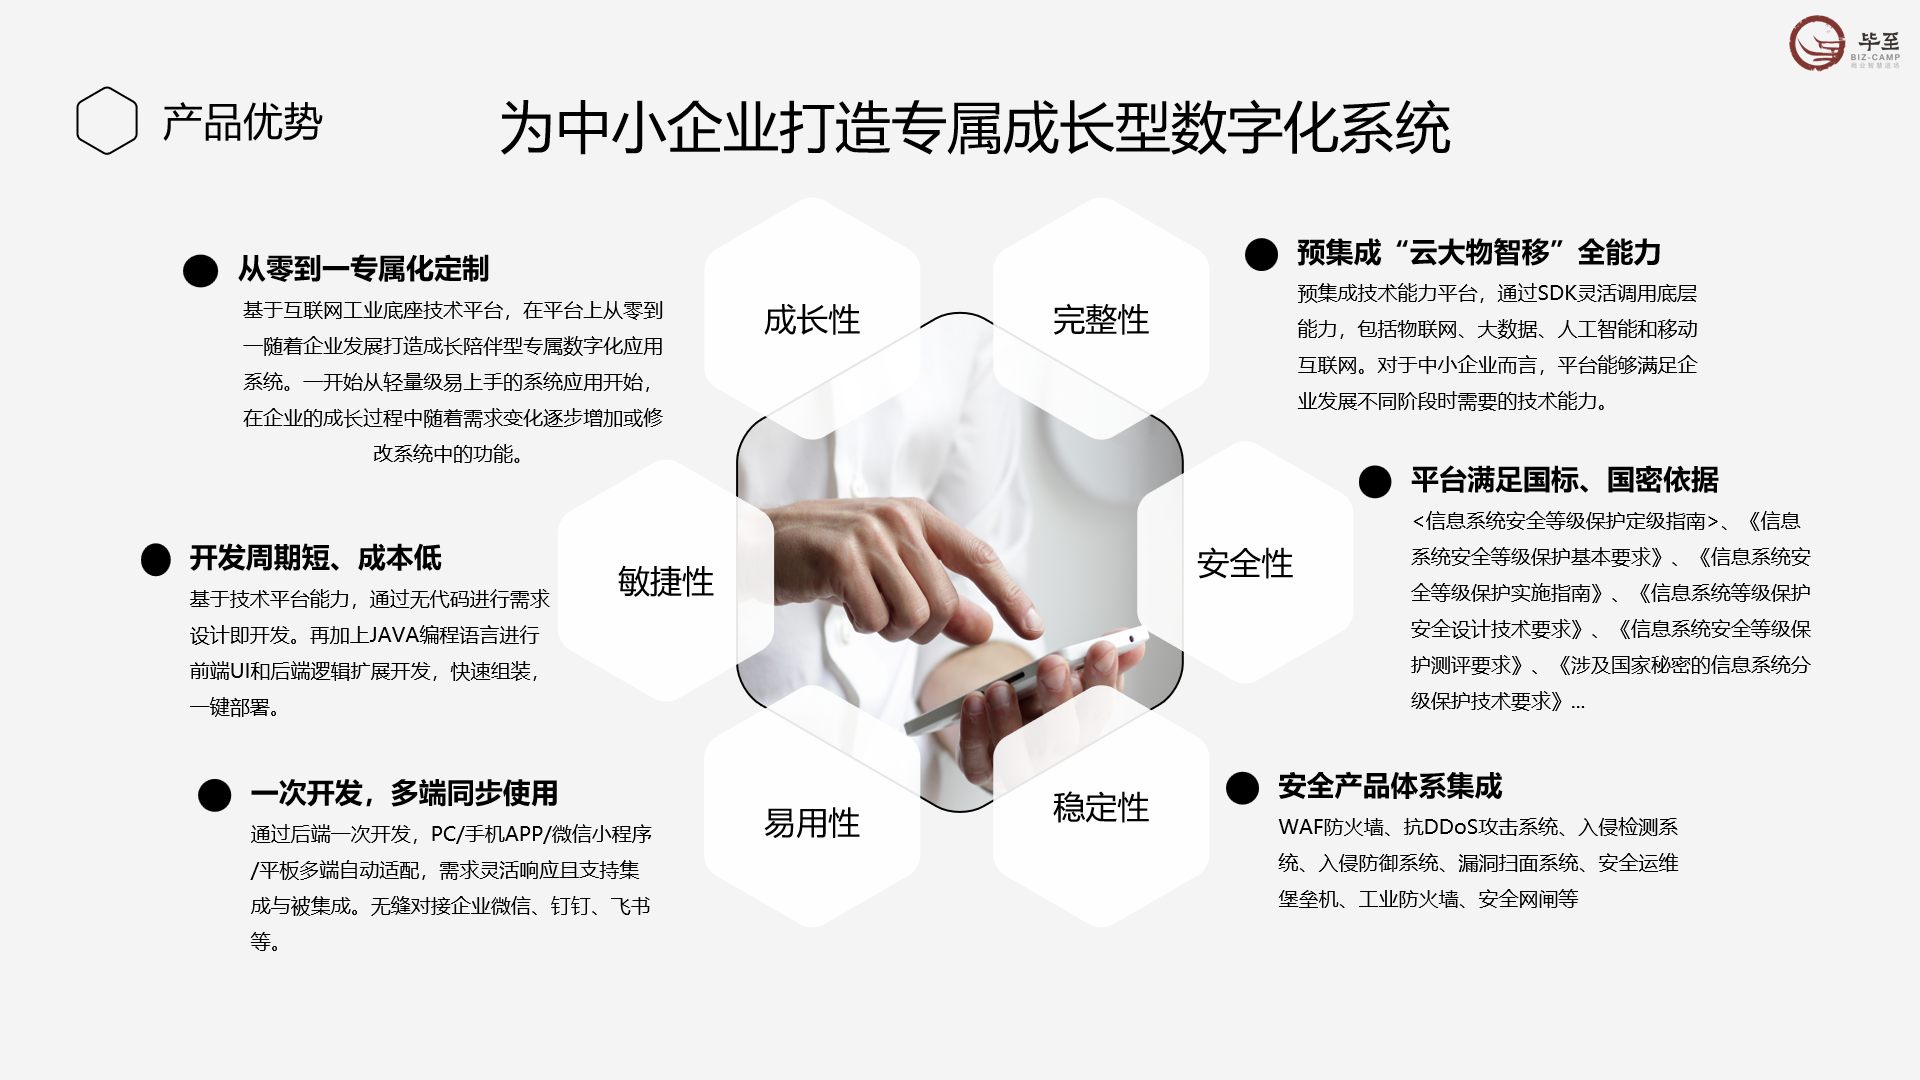 毕至
BIZ-CAMP
产品优势
为中小企业打造专属成长型数字化系统
从零到一专属化定制
基于互联网工业底座技术平台，在平台上从零到
一随着企业发展打造成长陪伴型专属数字化应用
系统。一开始从轻量级易上手的系统应用开始，
在企业的成长过程中随着需求变化逐步增加或修
改系统中的功能。
开发周期短、成本低
基于技术平台能力，通过无代码进行需求
设计即开发。再加上JAVA编程语言进行
前端UI和后端逻辑扩展开发，快速组装，
一键部署。
一次开发，多端同步使用
通过后端一次开发，PC/手机APP/微信小程序
/平板多端自动适配，需求灵活响应且支持集
成与被集成。无缝对接企业微信、钉钉、飞书
等。
成长性
完整性
敏捷性
安全性
易用性
稳定性
预集成“云大物智移”全能力
预集成技术能力平台，通过SDK灵活调用底层
能力，包括物联网、大数据、人工智能和移动
互联网。对于中小企业而言，平台能够满足企
业发展不同阶段时需要的技术能力。
平台满足国标、国密依据
<信息系统安全等级保护定级指南>、《信息
系统安全等级保护基本要求》、《信息系统安
全等级保护实施指南》、《信息系统等级保护
安全设计技术要求》、《信息系统安全等级保
护测评要求》、《涉及国家秘密的信息系统分
级保护技术要求》...
安全产品体系集成
WAF防火墙、抗DDoS攻击系统、入侵检测系
统、入侵防御系统、漏洞扫面系统、安全运维
堡垒机、工业防火墙、安全网闸等